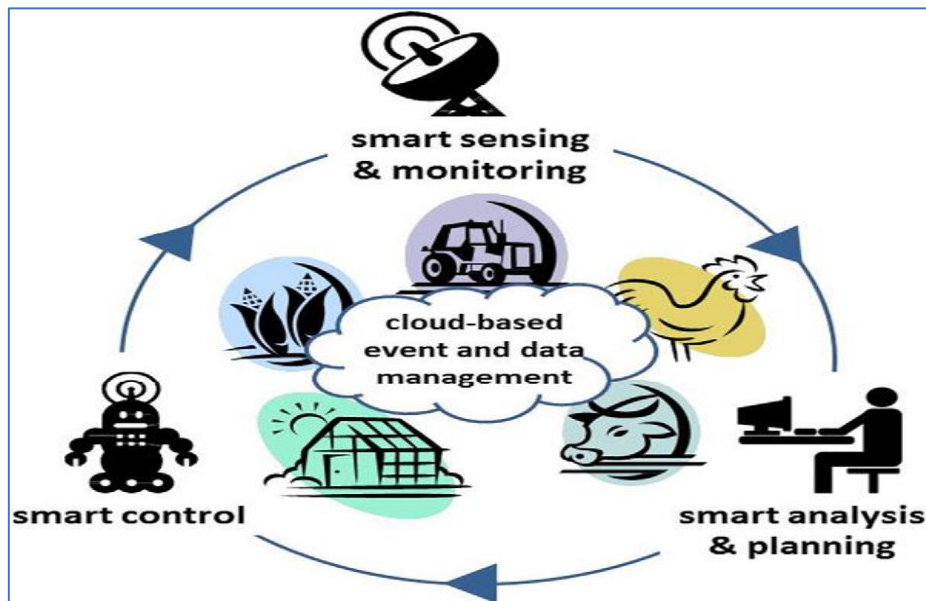 smart sensing
& monitoring
cloud-based
event and data
management
smart control
smart analysis
& planning